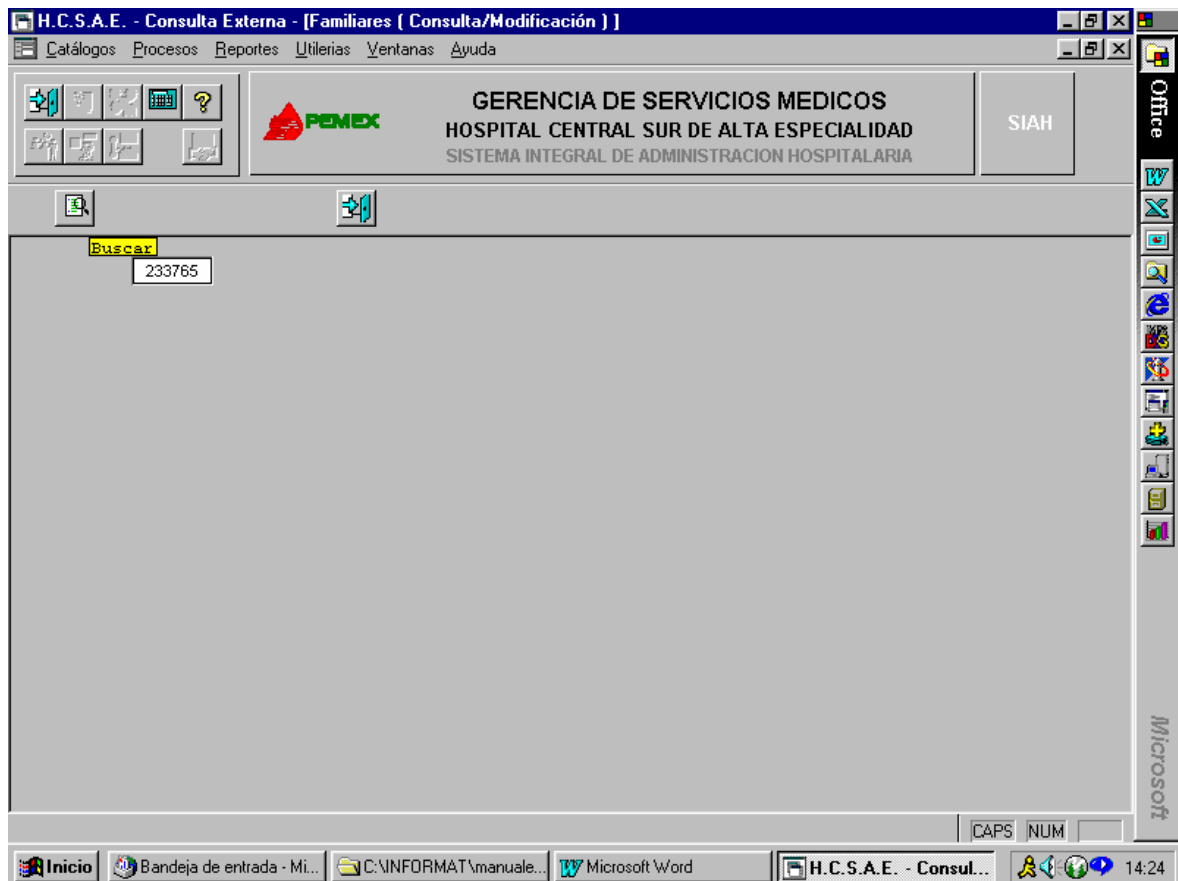 H.C.S.A.E. - Consulta Externa - [Familiares ( Consulta/Modificación ) ]
Catálogos Procesos Reportes Utilerias Ventanas Ayuda
PEMEX
GERENCIA DE SERVICIOS MEDICOS
HOSPITAL CENTRAL SUR DE ALTA ESPECIALIDAD
SISTEMA INTEGRAL DE ADMINISTRACION HOSPITALARIA
SIAH
Office
Buscar
233765
Microsoft
CAPS NUM
Inicio
Bandeja de entrada - Mi...
C:\INFORMAT\manuale...
Microsoft Word
H.C.S.A.E. - Consul...
14:24